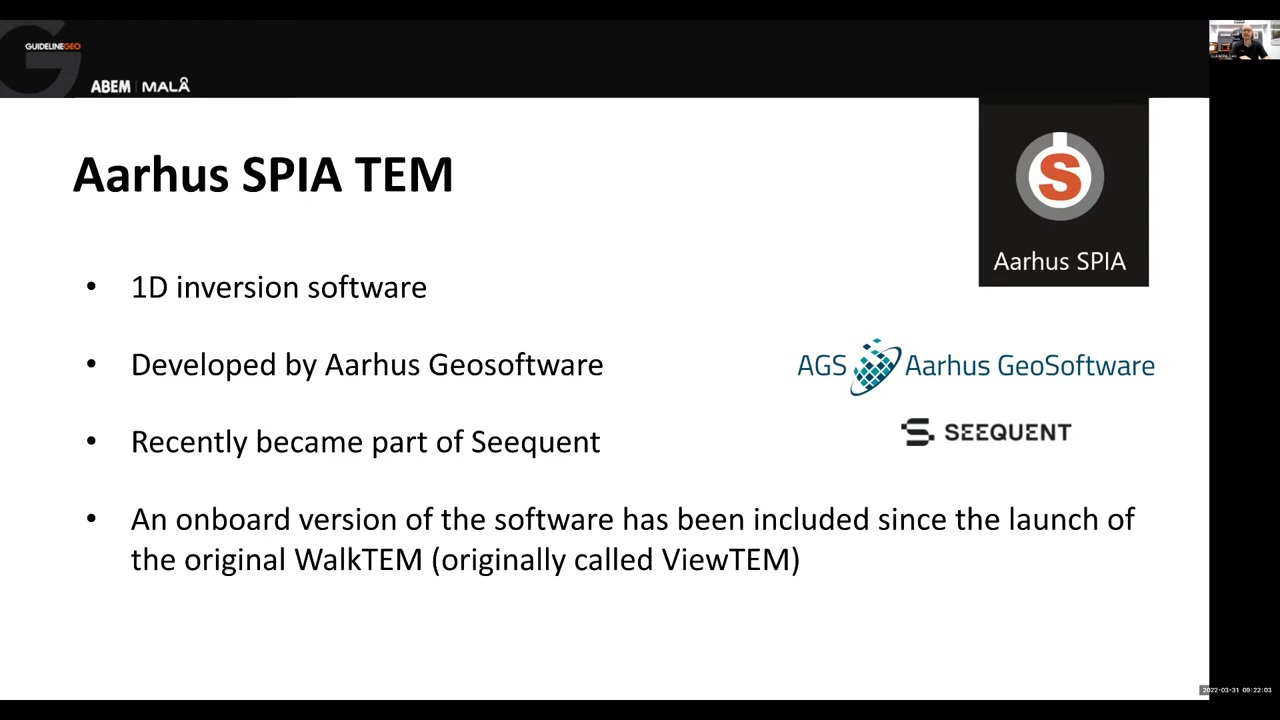 GUIDELINEGEO
ABEM | MALÅ
Aarhus SPIA TEM
S
Aarhus SPIA
• 1D inversion software
• Developed by Aarhus Geosoftware
AGS Aarhus GeoSoftware
• Recently became part of Seequent
SEEQUENT
• An onboard version of the software has been included since the launch of
the original WalkTEM (originally called ViewTEM)
2022-03-31 09:22:03